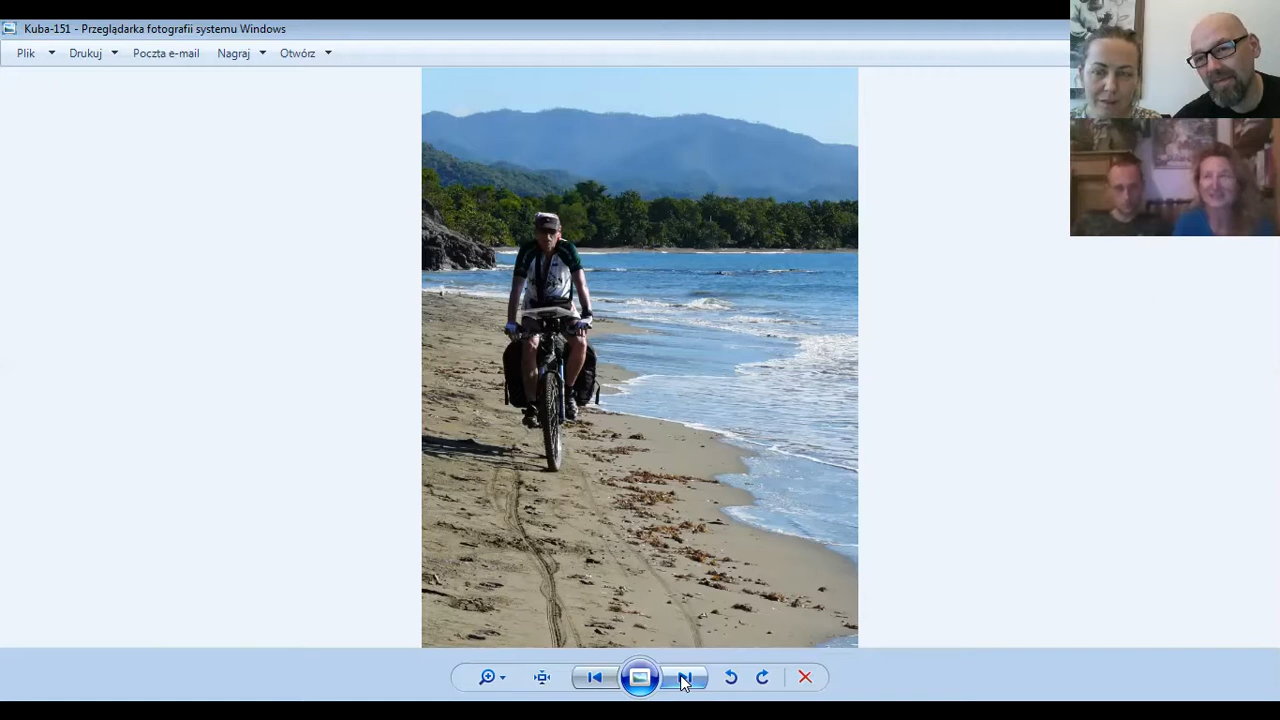 Kuba-151 - Przeglądarka fotografii systemu Windows
Plik Drukuj Poczta e-mail Nagraj Otwórz